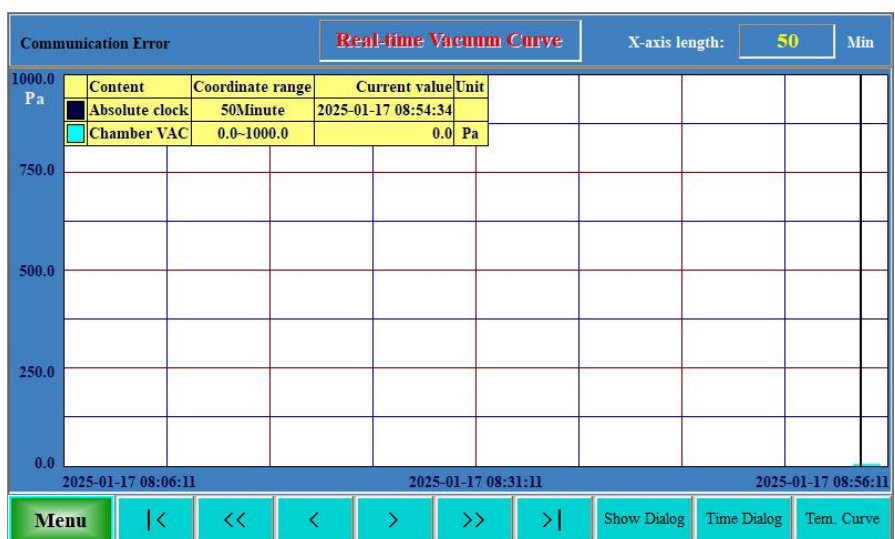 Communication Error
Real-time Vacuum Curve
X-axis length: 50 Min
1000.0
Pa
750.0
500.0
250.0
0.0
Content Coordinate range Current value Unit
Absolute clock 50Minute 2025-01-17 08:54:34
Chamber VAC 0.0~1000.0 0.0 Pa
2025-01-17 08:06:11 2025-01-17 08:31:11 2025-01-17 08:56:11
Menu |< << < > >> >| Show Dialog Time Dialog Tem. Curve